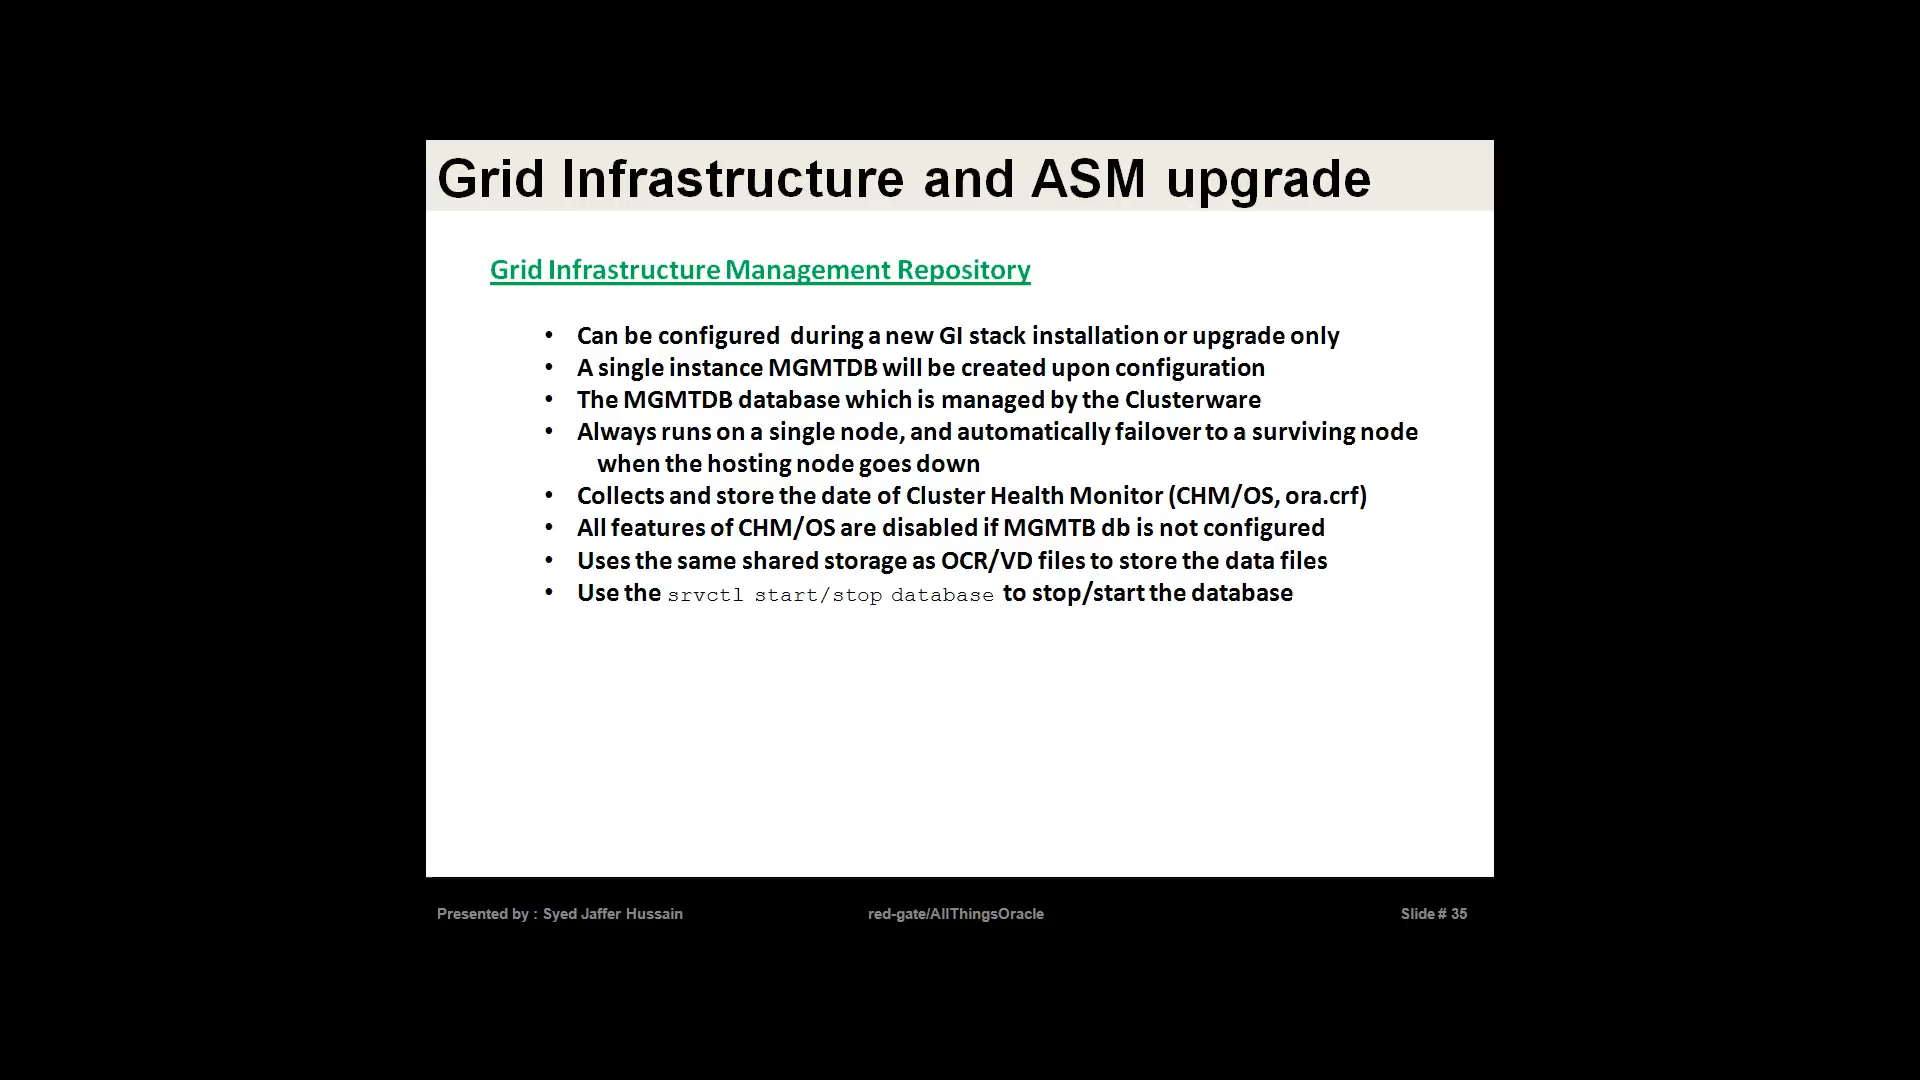 Grid Infrastructure and ASM upgrade
Grid Infrastructure Management Repository
• Can be configured during a new GI stack installation or upgrade only
• A single instance MGMTDB will be created upon configuration
• The MGMTDB database which is managed by the Clusterware
• Always runs on a single node, and automatically failover to a surviving node
when the hosting node goes down
• Collects and store the date of Cluster Health Monitor (CHM/OS, ora.crf)
• All features of CHM/OS are disabled if MGMTB db is not configured
• Uses the same shared storage as OCR/VD files to store the data files
• Use the srvctl start/stop database to stop/start the database
Presented by : Syed Jaffer Hussain
red-gate/AllThingsOracle
Slide # 35